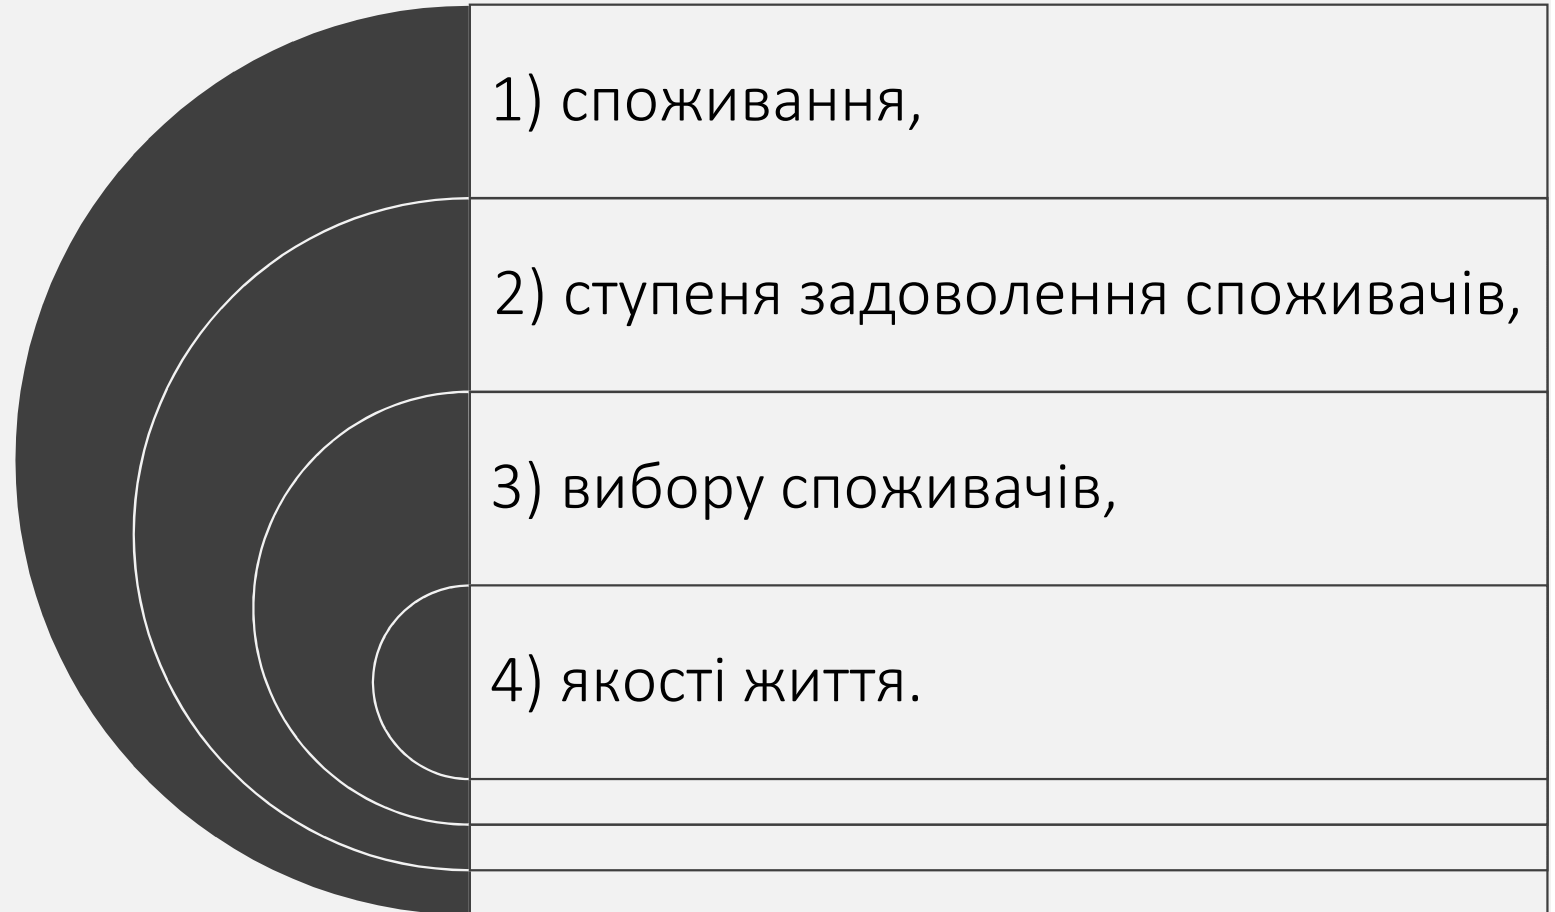 1) споживання,
2) ступеня задоволення споживачів,
3) вибору споживачів,
4) якості життя.